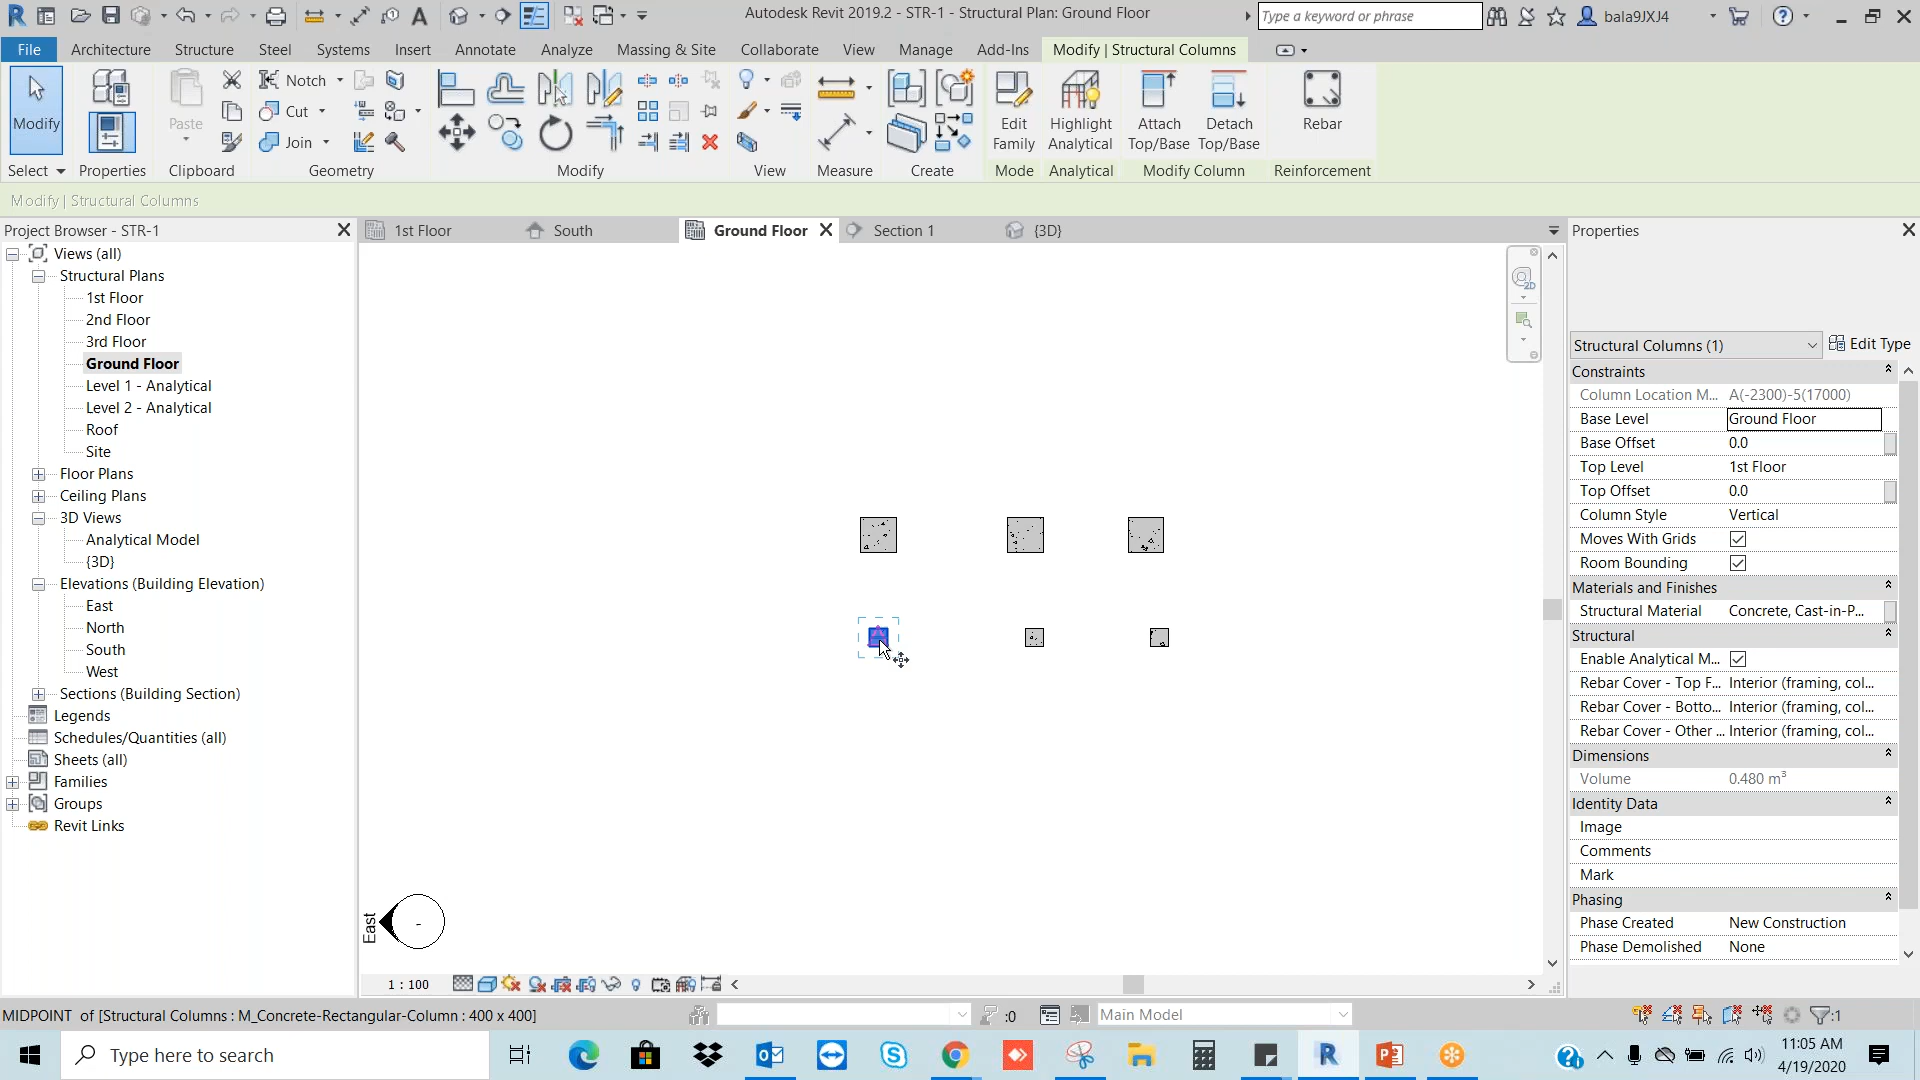 Autodesk Revit 2019.2 - STR-1 - Structural Plan: Ground Floor
Type a keyword or phrase
bala9JXJ4
File Architecture Structure Steel Systems Insert Annotate Analyze Massing & Site Collaborate View Manage Add-Ins Modify | Structural Columns
Modify
Paste
Notch
Cut
Join
Edit Family
Highlight Analytical
Attach Top/Base
Detach Top/Base
Rebar
Select Properties Clipboard Geometry Modify View Measure Create Mode Analytical Modify Column Reinforcement
Modify | Structural Columns
Project Browser - STR-1
1st Floor South Ground Floor Section 1 {3D}
Properties
Views (all)
Structural Plans
1st Floor
2nd Floor
3rd Floor
Ground Floor
Level 1 - Analytical
Level 2 - Analytical
Roof
Site
Floor Plans
Ceiling Plans
3D Views
Analytical Model
{3D}
Elevations (Building Elevation)
East
North
South
West
Sections (Building Section)
Legends
Schedules/Quantities (all)
Sheets (all)
Families
Groups
Revit Links
2D
East
-
Structural Columns (1) Edit Type
Constraints
Column Location M... A(-2300)-5(17000)
Base Level Ground Floor
Base Offset 0.0
Top Level 1st Floor
Top Offset 0.0
Column Style Vertical
Moves With Grids
Room Bounding
Materials and Finishes
Structural Material Concrete, Cast-in-P...
Structural
Enable Analytical M...
Rebar Cover - Top F... Interior (framing, col...
Rebar Cover - Botto... Interior (framing, col...
Rebar Cover - Other ... Interior (framing, col...
Dimensions
Volume 0.480 m³
Identity Data
Image
Comments
Mark
Phasing
Phase Created New Construction
Phase Demolished None
1 : 100
MIDPOINT of [Structural Columns : M_Concrete-Rectangular-Column : 400 x 400]
:0
Main Model
:1
Type here to search
11:05 AM
4/19/2020